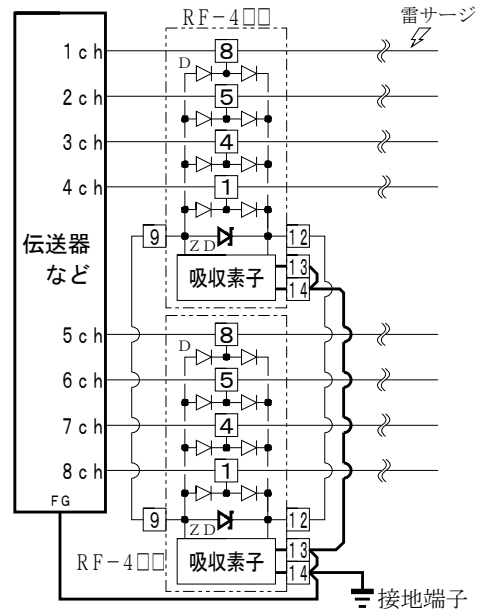 RF-4□□
雷サージ
1ch
8
D
2ch
5
3ch
4
4ch
1
9
12
ZD
伝送器
など
吸収素子
13
14
5ch
8
D
6ch
5
7ch
4
8ch
1
FG
9
12
ZD
RF-4□□
吸収素子
13
14
接地端子